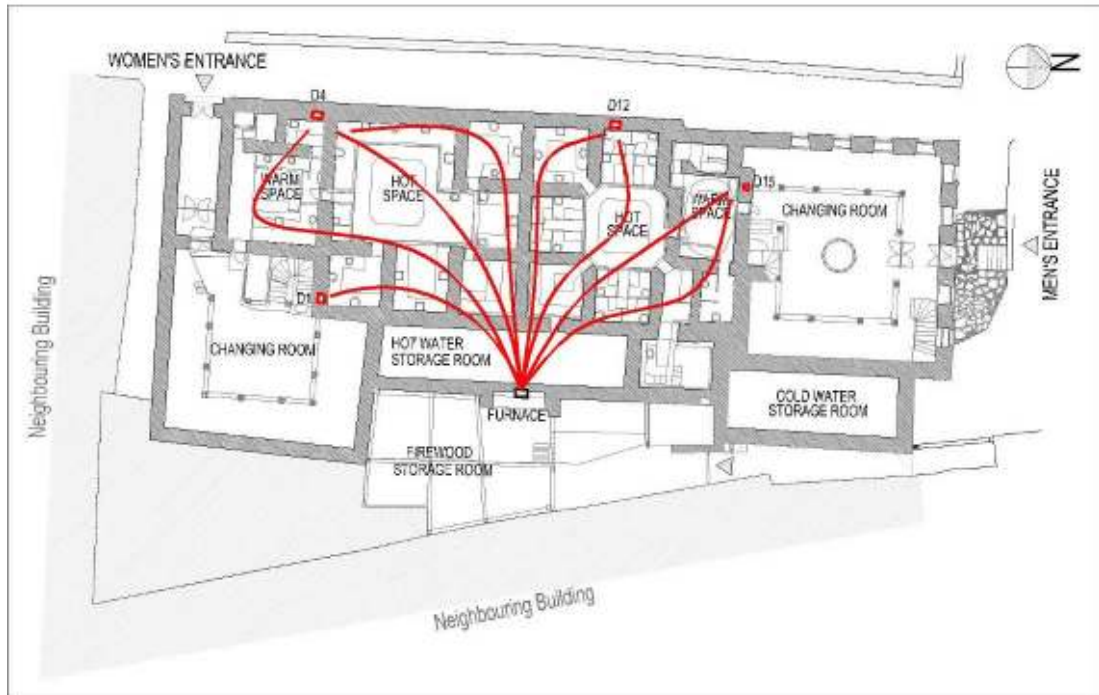 WOMEN'S ENTRANCE
N
D4
D12
D15
WARM
SPACE
HOT
SPACE
HOT
SPACE
WARM
SPACE
CHANGING ROOM
MEN'S ENTRANCE
D1
CHANGING ROOM
HOT WATER
STORAGE ROOM
COLD WATER
STORAGE ROOM
FURNACE
FIREWOOD
STORAGE ROOM
Neighbouring Building
Neighbouring Building